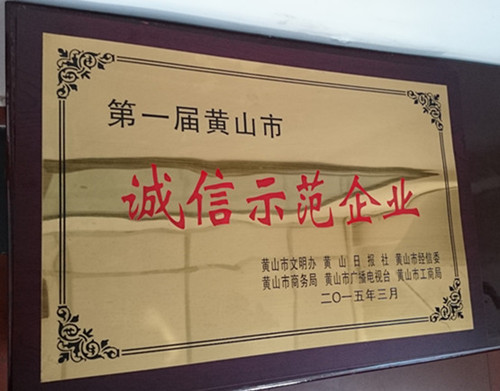 第一届黄山市
诚信示范企业
黄山市文明办 黄山日报社 黄山市经信委
黄山市商务局 黄山市广播电视台 黄山市工商局
二〇一五年三月